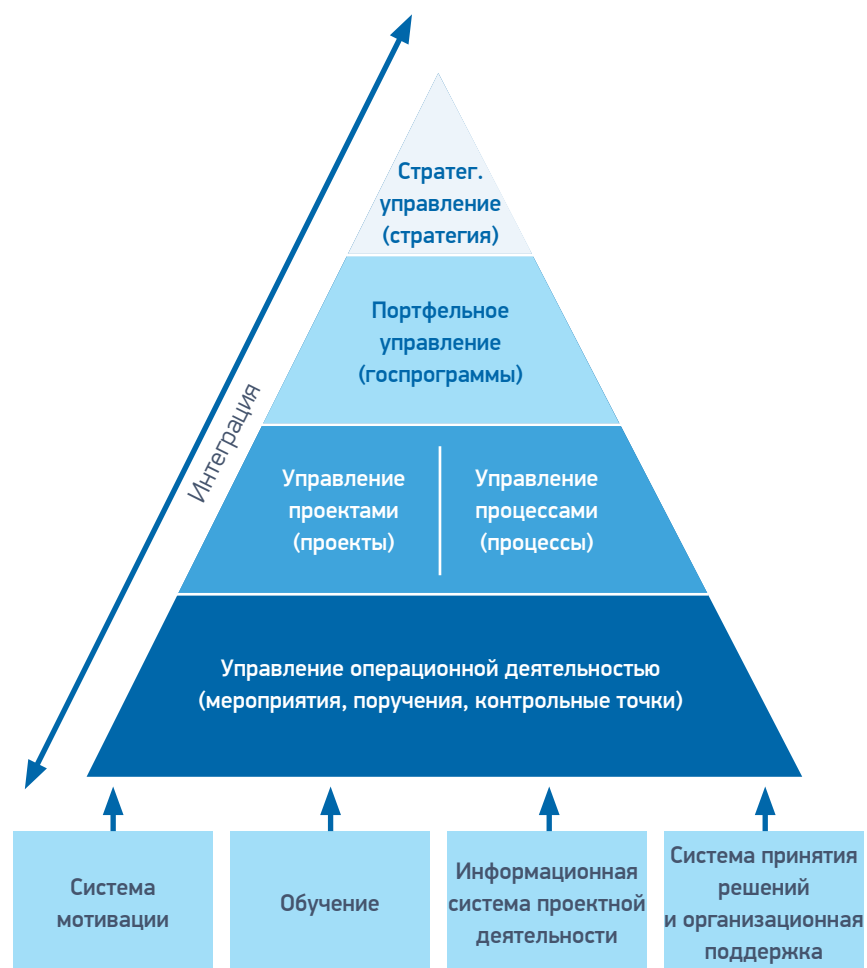 Стратег.
управление
(стратегия)
Портфельное
управление
(госпрограммы)
Интеграция
Управление
проектами
(проекты)
Управление
процессами
(процессы)
Управление операционной деятельностью
(мероприятия, поручения, контрольные точки)
Система
мотивации
Обучение
Информационная
система проектной
деятельности
Система принятия
решений
и организационная
поддержка